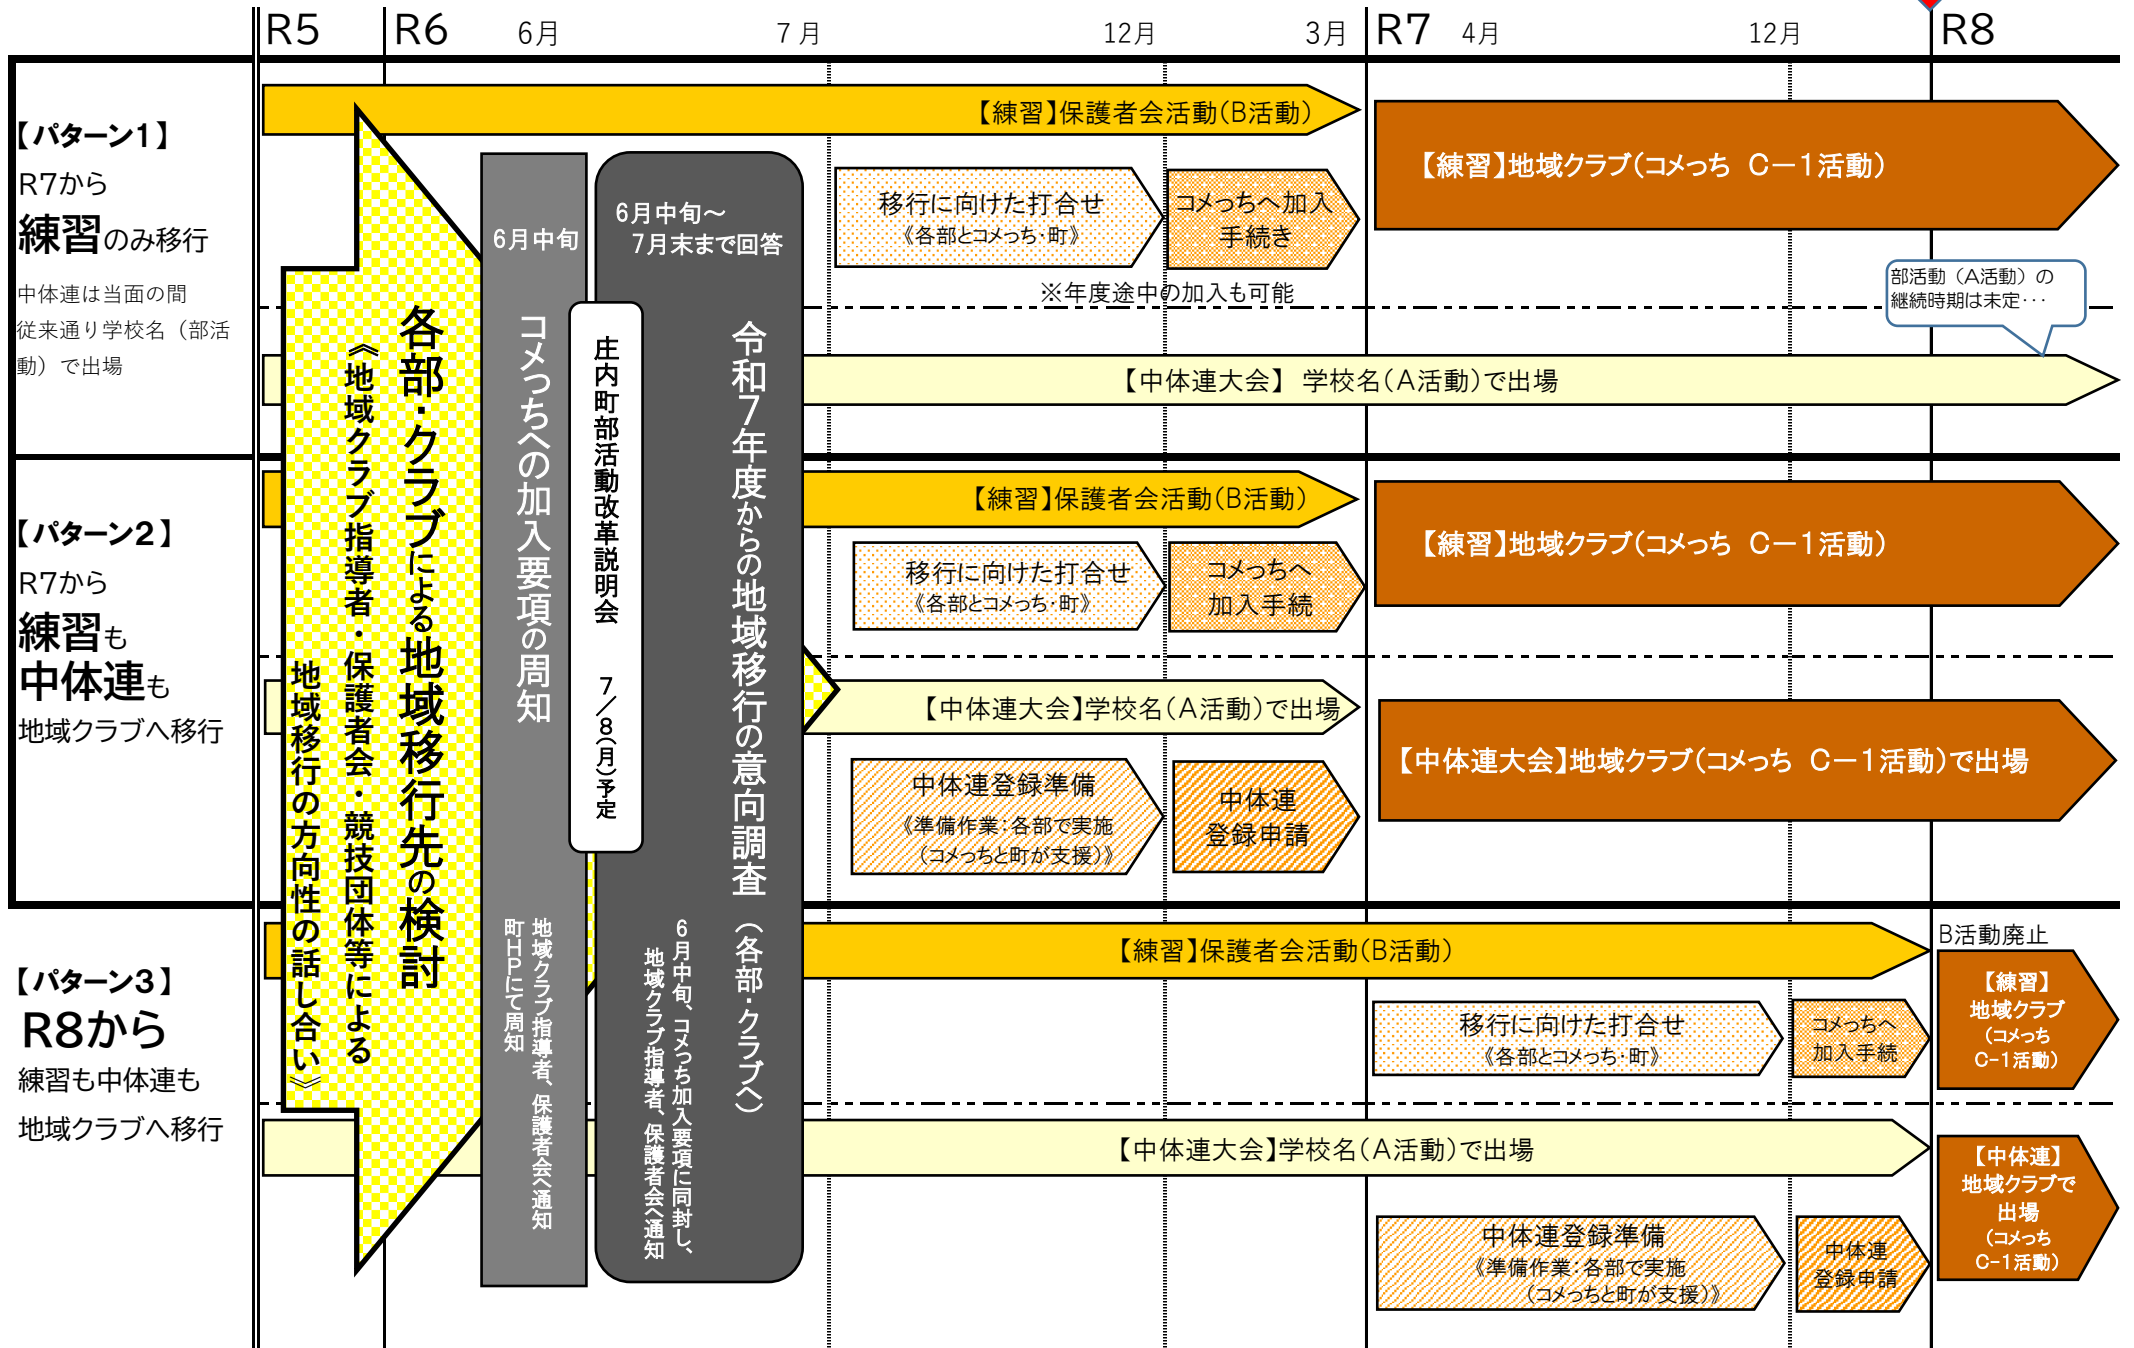 R5
R6
6月
7月
12月
3月
R7
4月
12月
R8
【パターン1】
R7から
練習のみ移行
中体連は当面の間
従来通り学校名（部活
動）で出場
【練習】保護者会活動(B活動)
移行に向けた打合せ
《各部とコメっち・町》
コメっちへ加入
手続き
※年度途中の加入も可能
【練習】地域クラブ(コメっち C－1活動)
部活動（A活動）の
継続時期は未定･･･
【中体連大会】 学校名(A活動)で出場
各部・クラブによる地域移行先の検討
《地域クラブ指導者・保護者会・競技団体等による
地域移行の方向性の話し合い》
6月中旬
コメっちへの加入要項の周知
地域クラブ指導者、保護者会へ通知
町HPにて周知
庄内町部活動改革説明会 7／8(月)予定
6月中旬～
7月末まで回答
令和7年度からの地域移行の意向調査（各部・クラブへ）
6月中旬、コメっち加入要項に同封し、
地域クラブ指導者、保護者会へ通知
【パターン2】
R7から
練習も
中体連も
地域クラブへ移行
【練習】保護者会活動(B活動)
移行に向けた打合せ
《各部とコメっち・町》
コメっちへ
加入手続
【練習】地域クラブ(コメっち C－1活動)
【中体連大会】学校名(A活動)で出場
中体連登録準備
《準備作業：各部で実施
(コメっちと町が支援)》
中体連
登録申請
【中体連大会】地域クラブ(コメっち C－1活動)で出場
【パターン3】
R8から
練習も中体連も
地域クラブへ移行
【練習】保護者会活動(B活動)
移行に向けた打合せ
《各部とコメっち・町》
コメっちへ
加入手続
B活動廃止
【練習】
地域クラブ
(コメっち
C-1活動)
【中体連大会】学校名(A活動)で出場
中体連登録準備
《準備作業：各部で実施
(コメっちと町が支援)》
中体連
登録申請
【中体連】
地域クラブで
出場
(コメっち
C-1活動)